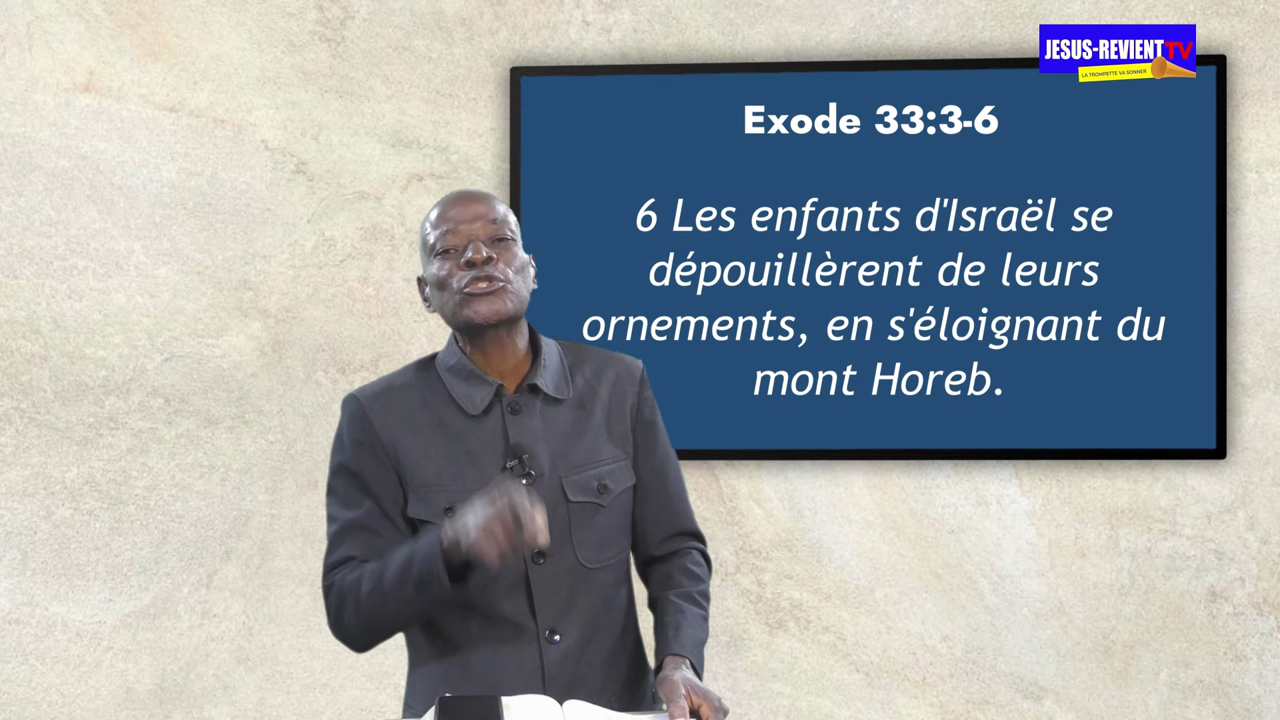 JESUS-REVIENT TV
LA TROMPETTE VA SONNER
Exode 33:3-6
6 Les enfants d'Israël se
dépouillèrent de leurs
ornements, en s'éloignant du
mont Horeb.